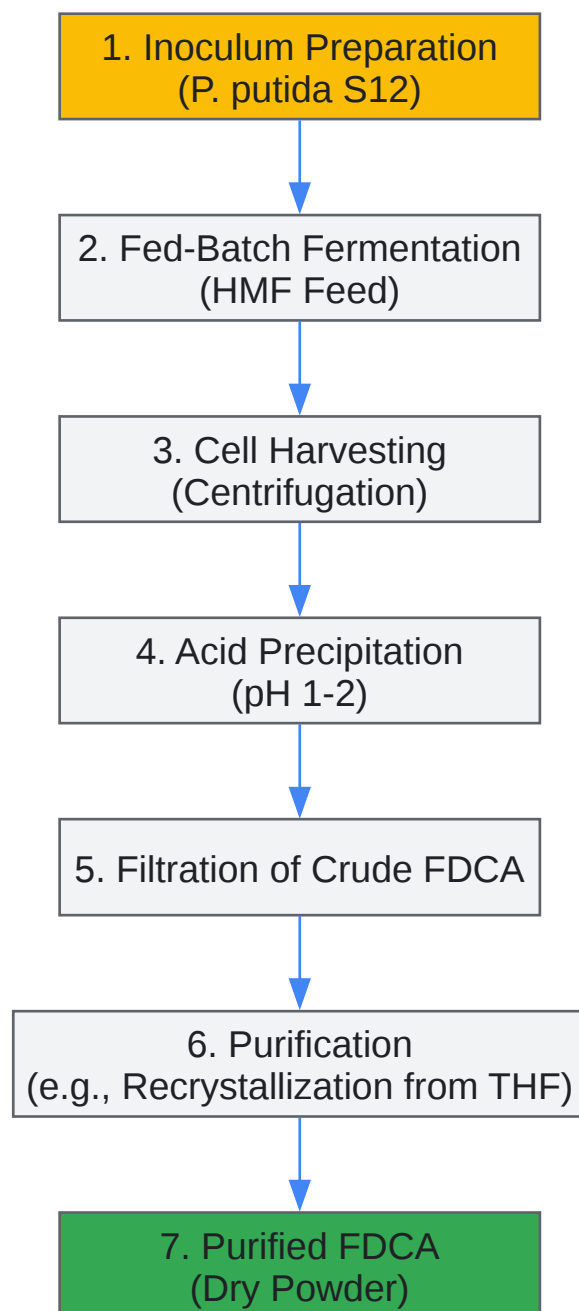 1. Inoculum Preparation
(P. putida S12)
2. Fed-Batch Fermentation
(HMF Feed)
3. Cell Harvesting
(Centrifugation)
4. Acid Precipitation
(pH 1-2)
5. Filtration of Crude FDCA
6. Purification
(e.g., Recrystallization from THF)
7. Purified FDCA
(Dry Powder)